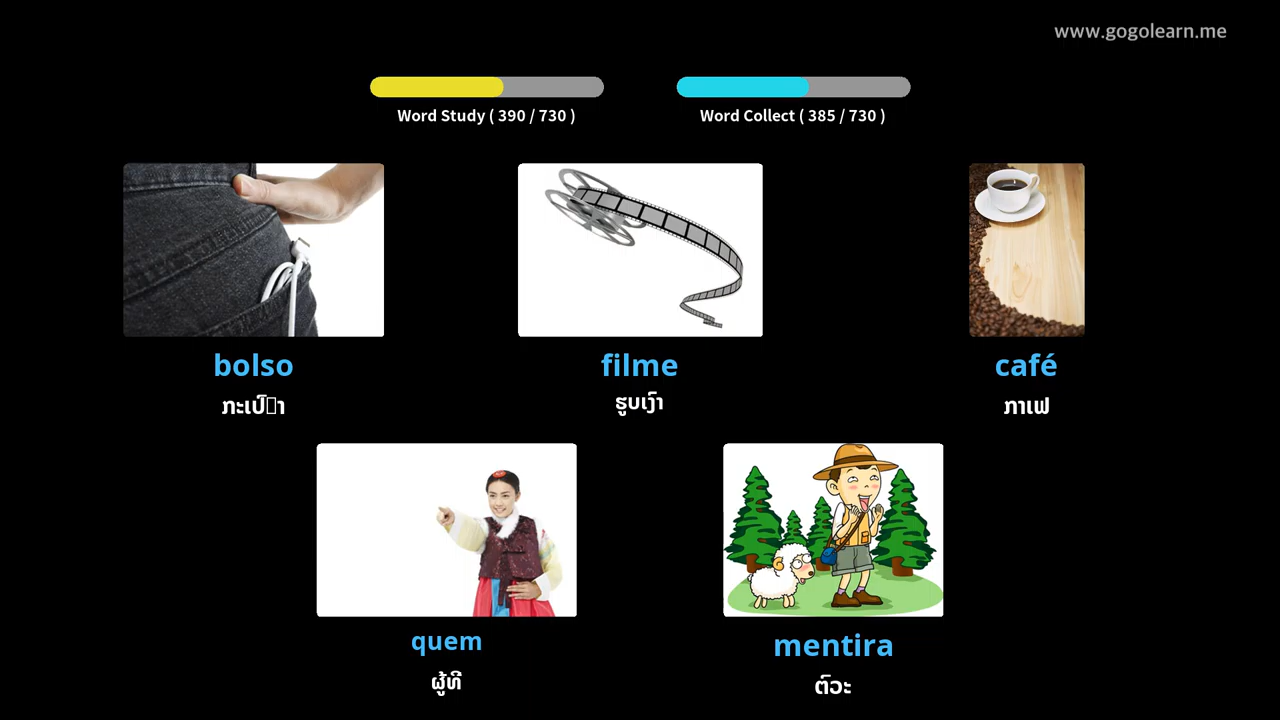 www.gogolearn.me
Word Study ( 390 / 730 )
Word Collect ( 385 / 730 )
bolso
filme
café
ຮູບເງົາ
ກາເຟ
quem
mentira
ຜູ້ທີ
ຕົວະ